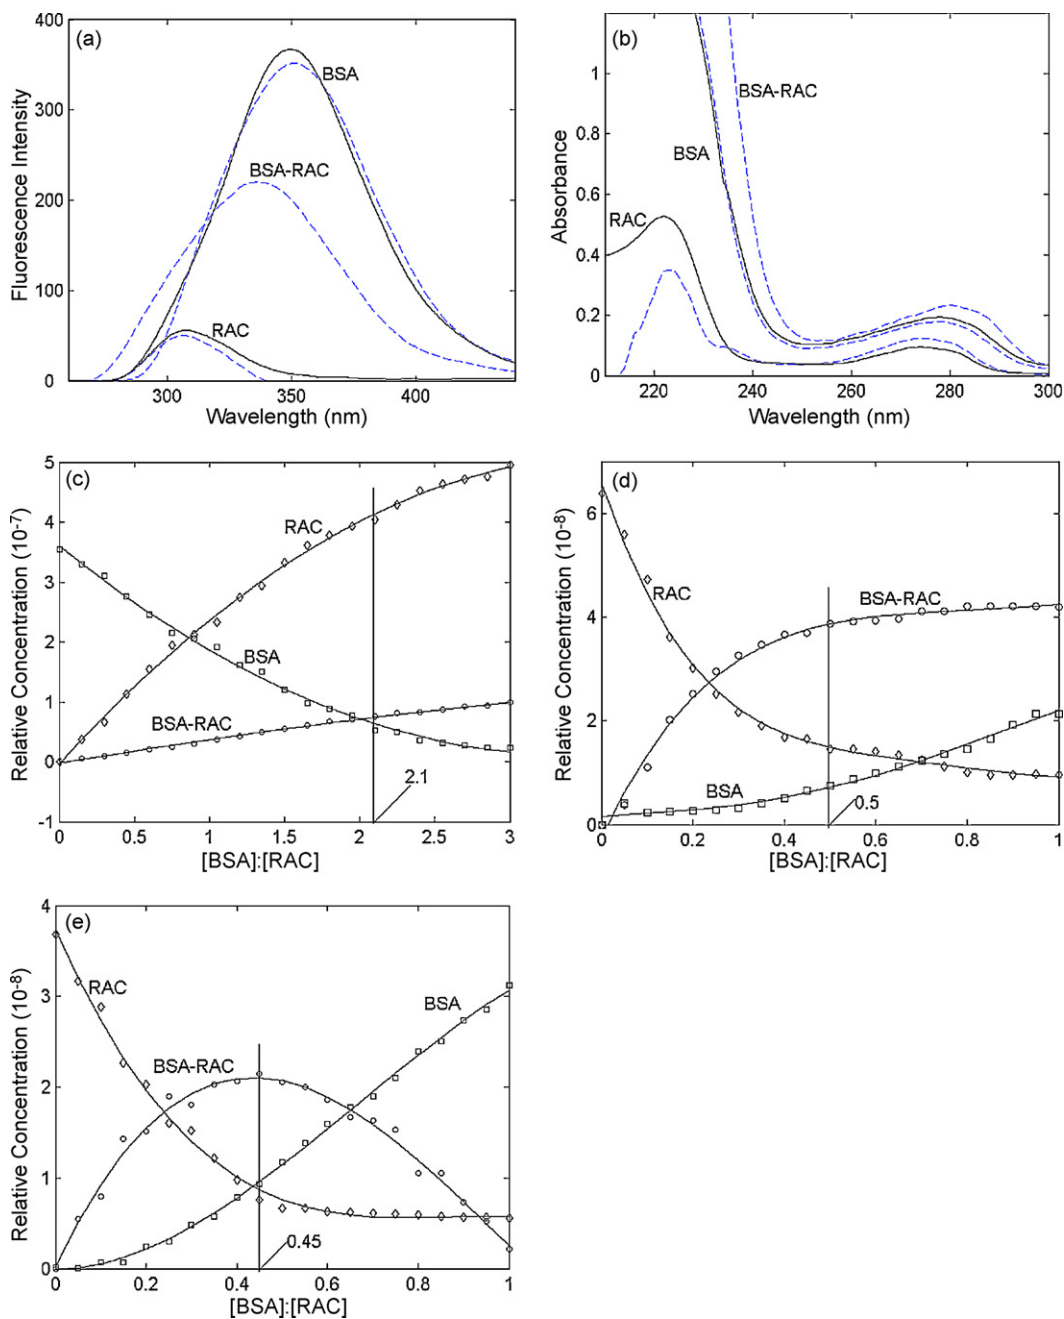 (a)
400
300
200
100
0
Fluorescence Intensity
BSA
BSA-RAC
RAC
300 350 400
Wavelength (nm)
(b)
1
0.8
0.6
0.4
0.2
0
Absorbance
BSA-RAC
BSA
RAC
220 240 260 280 300
Wavelength (nm)
(c)
5
4
3
2
1
0
-1
Relative Concentration (10-7)
RAC
BSA
BSA-RAC
2.1
0 0.5 1 1.5 2 2.5 3
[BSA]:[RAC]
(d)
6
4
2
0
Relative Concentration (10-8)
RAC
BSA-RAC
BSA
0.5
0 0.2 0.4 0.6 0.8 1
[BSA]:[RAC]
(e)
4
3
2
1
0
Relative Concentration (10-8)
RAC
BSA
BSA-RAC
0.45
0 0.2 0.4 0.6 0.8 1
[BSA]:[RAC]